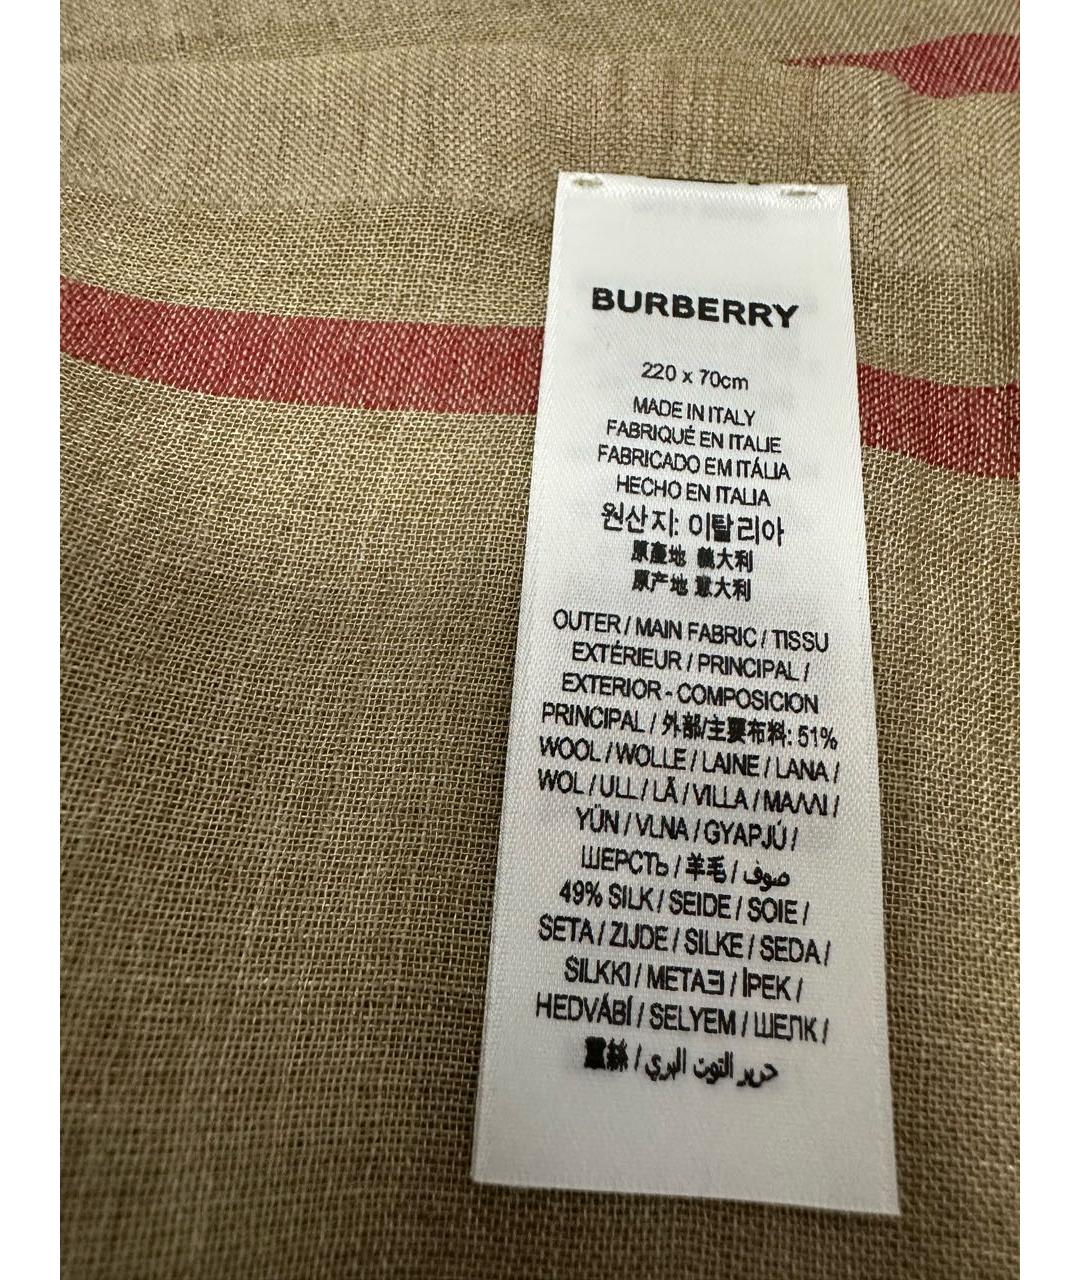 BURBERRY
220 x 70cm
MADE IN ITALY
FABRIQUÉ EN ITALIE
FABRICADO EM ITÁLIA
HECHO EN ITALIA
원산지: 이탈리아
原產地 義大利
原产地 意大利
OUTER / MAIN FABRIC / TISSU
EXTÉRIEUR / PRINCIPAL /
EXTERIOR - COMPOSICION
PRINCIPAL / 外部/主要布料: 51%
WOOL / WOLLE / LAINE / LANA /
WOL / ULL / LÃ / VILLA / ΜΑΛΛΙ /
YÜN / VLNA / GYAPJÚ /
ШЕРСТЬ / 羊毛 / صوف
49% SILK / SEIDE / SOIE /
SETA / ZIJDE / SILKE / SEDA /
SILKKI / ΜΕΤΑΞΙ / İPEK /
HEDVÁBÍ / SELYEM / ШЕЛК /
蠶絲 / حرير التوت البري